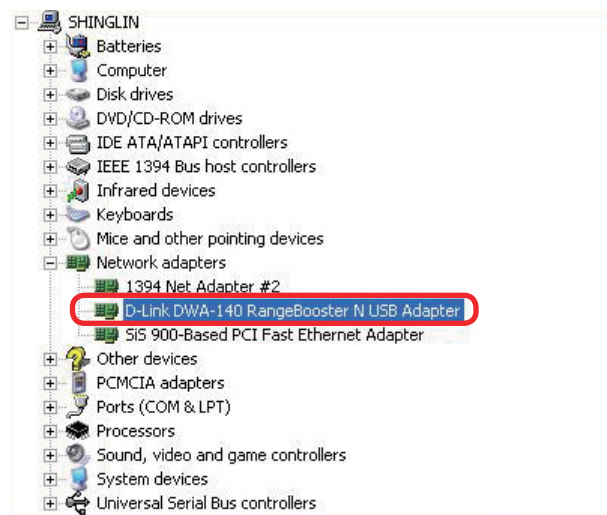 SHINGLIN
Batteries
Computer
Disk drives
DVD/CD-ROM drives
IDE ATA/ATAPI controllers
IEEE 1394 Bus host controllers
Infrared devices
Keyboards
Mice and other pointing devices
Network adapters
1394 Net Adapter #2
D-Link DWA-140 RangeBooster N USB Adapter
SiS 900-Based PCI Fast Ethernet Adapter
Other devices
PCMCIA adapters
Ports (COM & LPT)
Processors
Sound, video and game controllers
System devices
Universal Serial Bus controllers